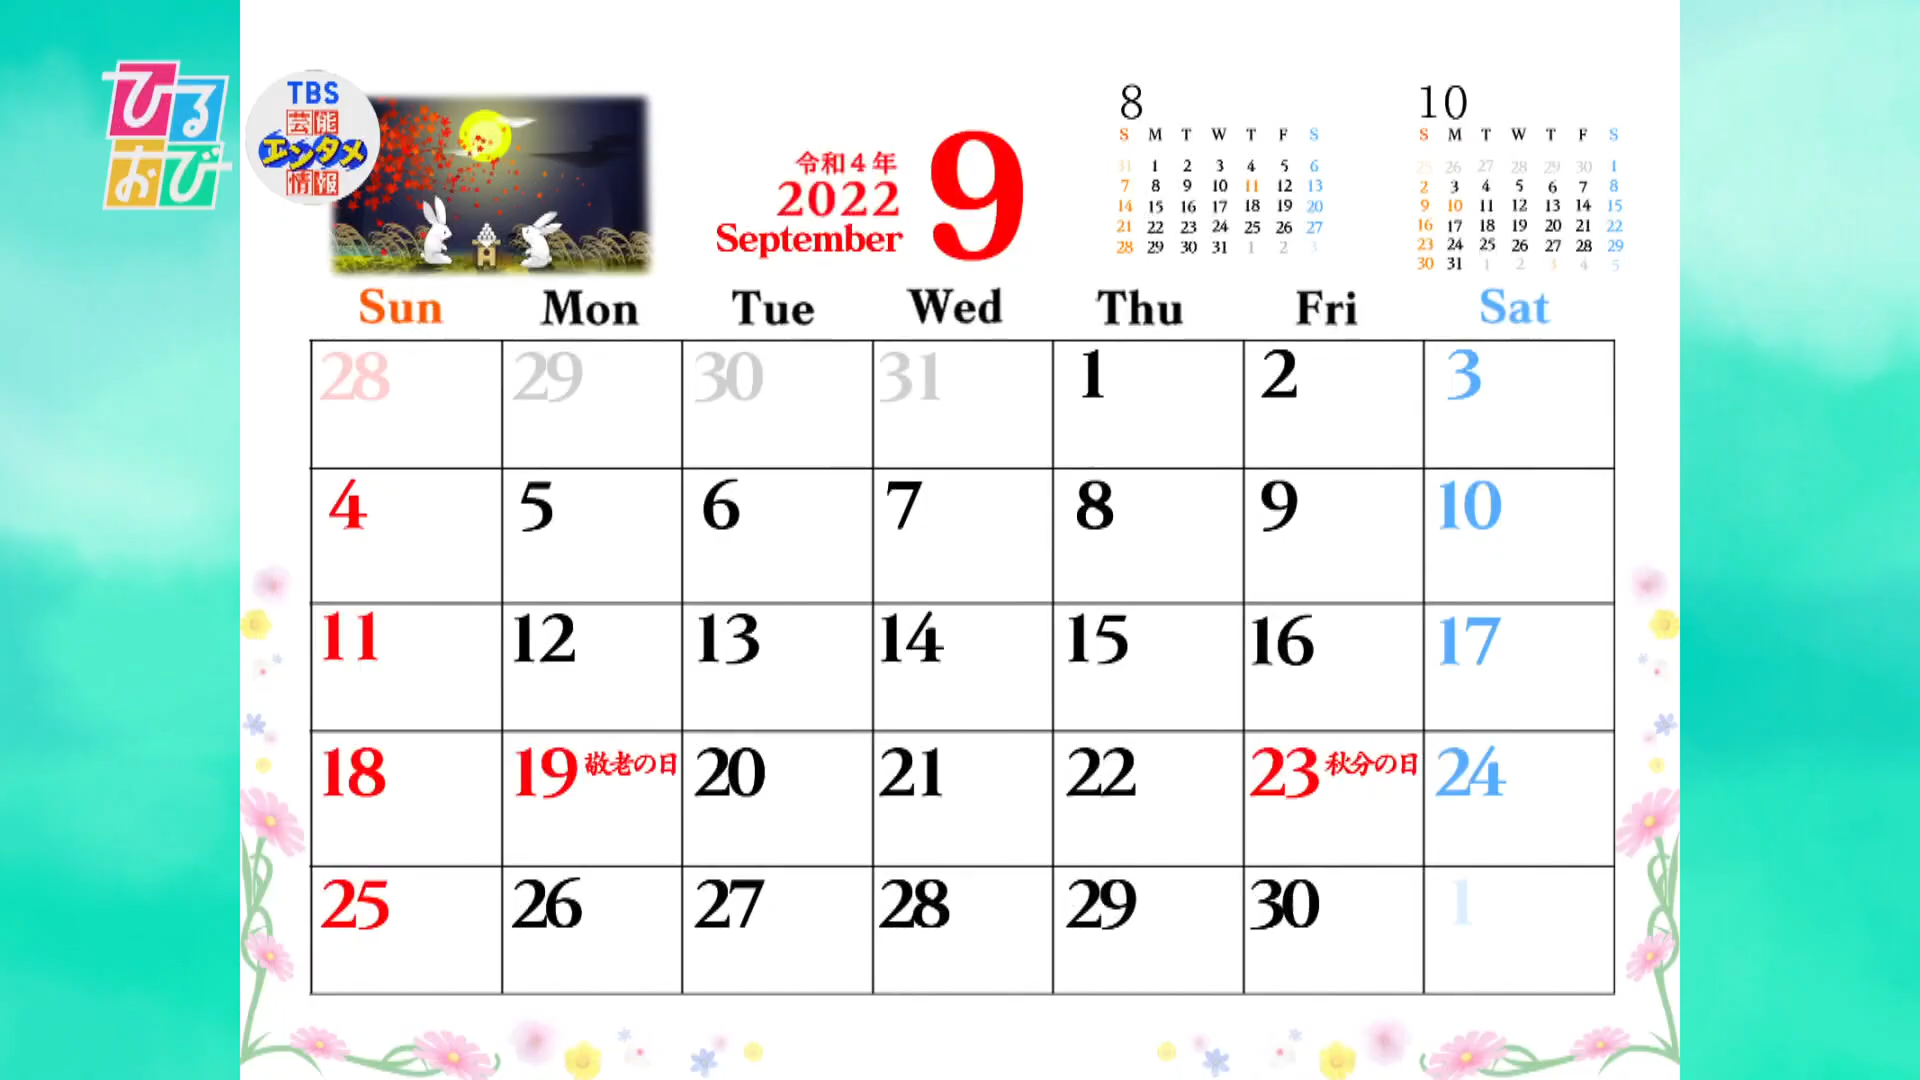 ひるおび
TBS
芸能
エンタメ
情報
令和4年
2022
September
9
8
S M T W T F S
31 1 2 3 4 5 6
7 8 9 10 11 12 13
14 15 16 17 18 19 20
21 22 23 24 25 26 27
28 29 30 31 1 2 3
10
S M T W T F S
25 26 27 28 29 30 1
2 3 4 5 6 7 8
9 10 11 12 13 14 15
16 17 18 19 20 21 22
23 24 25 26 27 28 29
30 31 1 2 3 4 5
Sun Mon Tue Wed Thu Fri Sat
28 29 30 31 1 2 3
4 5 6 7 8 9 10
11 12 13 14 15 16 17
18 19 敬老の日 20 21 22 23 秋分の日 24
25 26 27 28 29 30 1